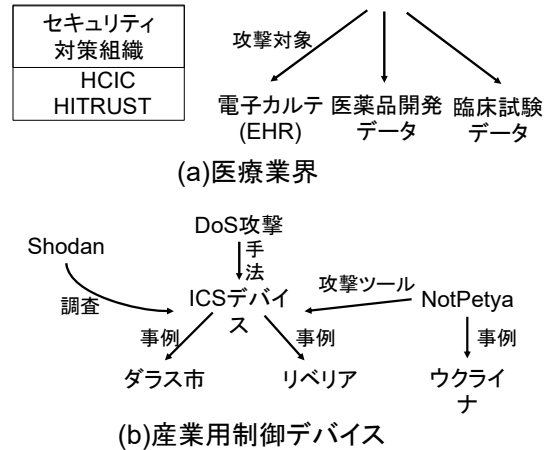 セキュリティ
対策組織
HCIC
HITRUST
攻撃対象
電子カルテ
(EHR)
医薬品開発
データ
臨床試験
データ
(a)医療業界
DoS攻撃
手
法
Shodan
調査
ICSデバイ
ス
攻撃ツール
NotPetya
事例
事例
事例
ダラス市
リベリア
ウクライ
ナ
(b)産業用制御デバイス